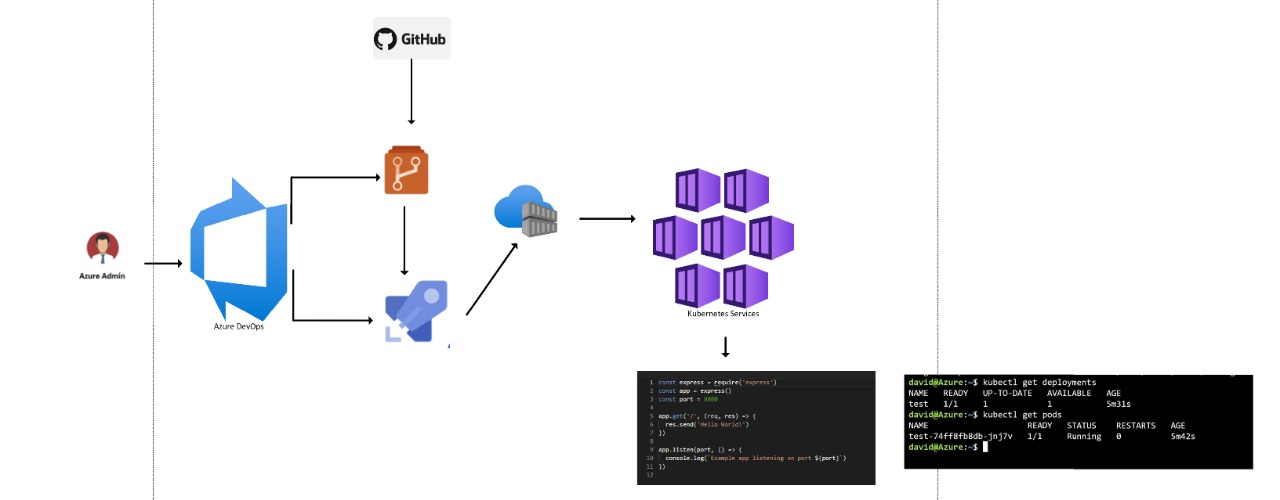 GitHub
Azure Admin
Azure DevOps
Kubernetes Services
1 const express = require('express')
2 const app = express()
3 const port = 8080
4
5 app.get('/', (req, res) => {
6 res.send('Hello World!')
7 })
8
9 app.listen(port, () => {
10 console.log(`Example app listening on port ${port}`)
11 })
12
david@Azure:~$ kubectl get deployments
NAME READY UP-TO-DATE AVAILABLE AGE
test 1/1 1 1 5m31s
david@Azure:~$ kubectl get pods
NAME READY STATUS RESTARTS AGE
test-74ff8fb8db-jnj7v 1/1 Running 0 5m42s
david@Azure:~$